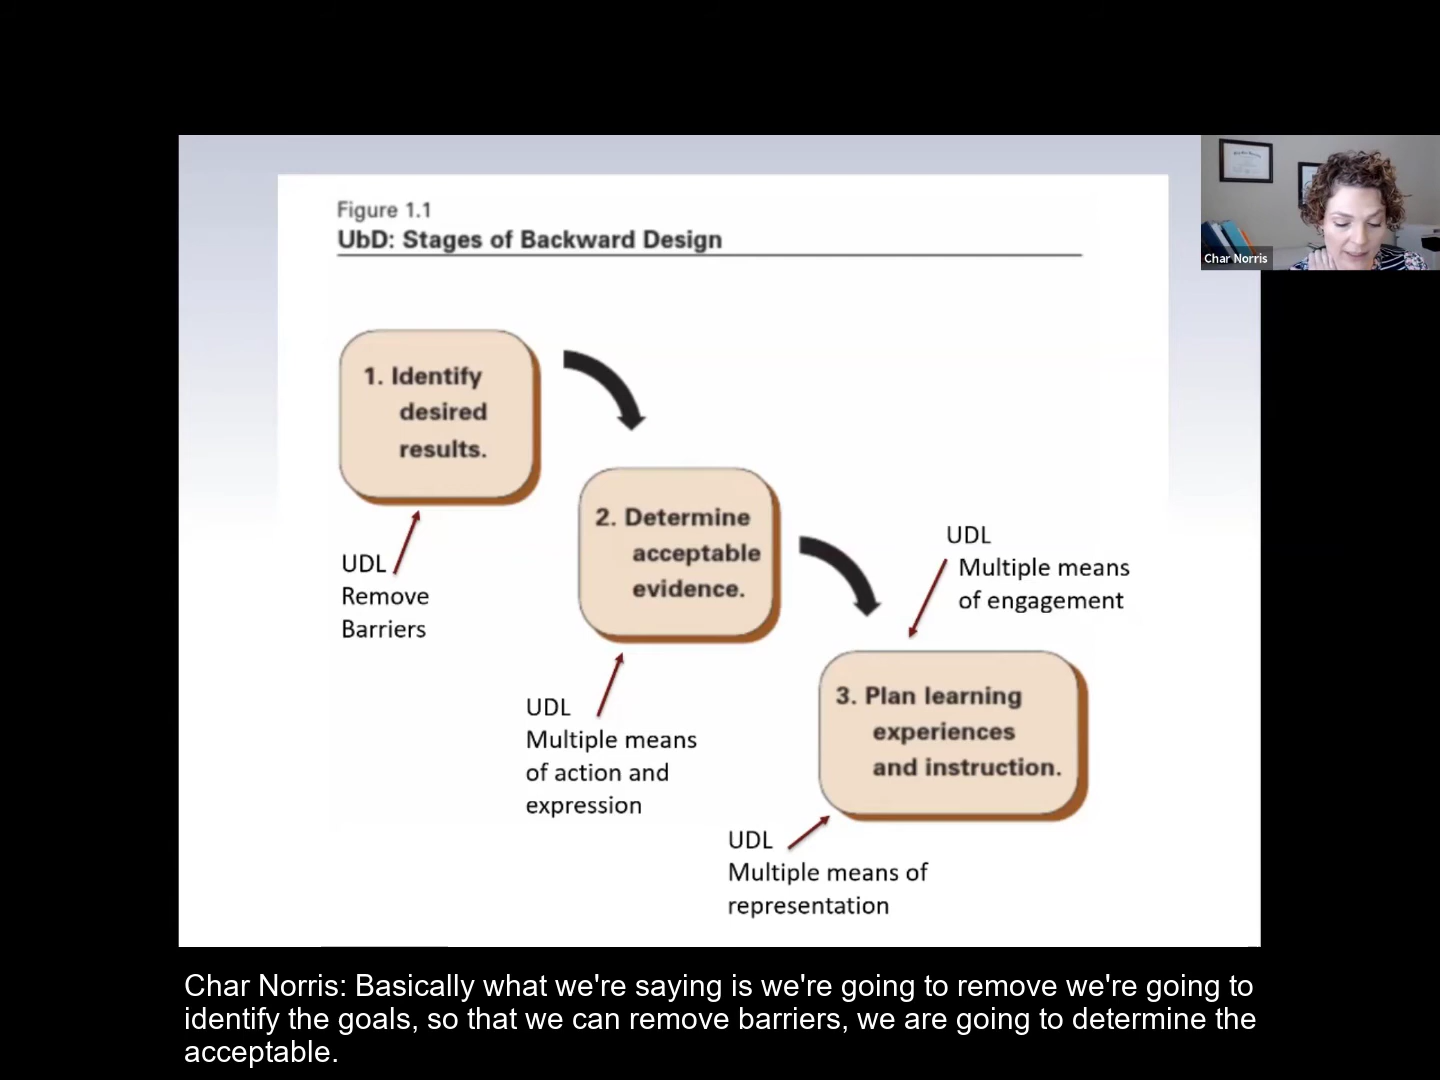 Figure 1.1
UbD: Stages of Backward Design
1. Identify
desired
results.
UDL
Remove
Barriers
2. Determine
acceptable
evidence.
UDL
Multiple means
of action and
expression
UDL
Multiple means
of engagement
3. Plan learning
experiences
and instruction.
UDL
Multiple means of
representation
Char Norris
Char Norris: Basically what we're saying is we're going to remove we're going to
identify the goals, so that we can remove barriers, we are going to determine the
acceptable.